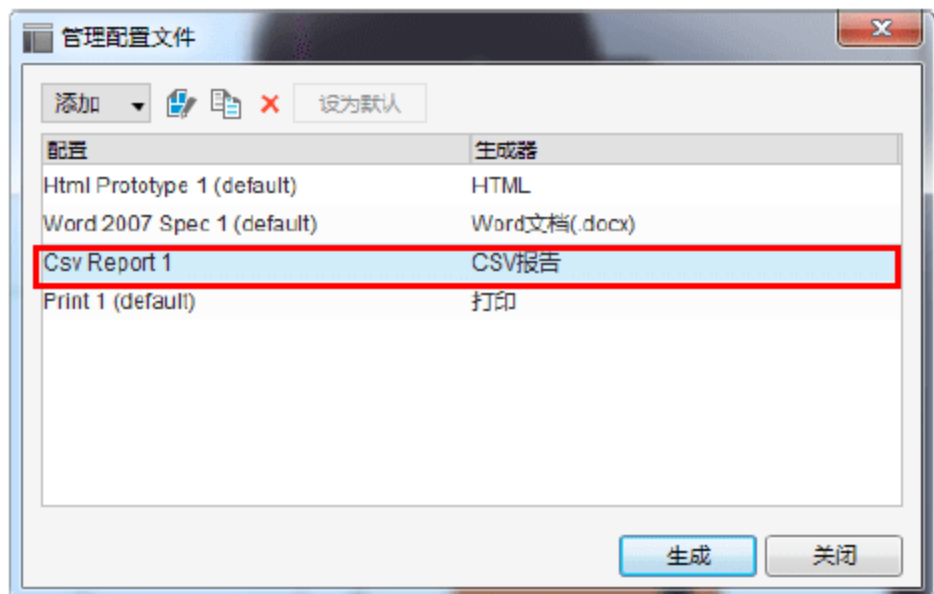 管理配置文件
添加 设为默认
配置 生成器
Html Prototype 1 (default) HTML
Word 2007 Spec 1 (default) Word文档(.docx)
Csv Report 1 CSV报告
Print 1 (default) 打印
生成 关闭